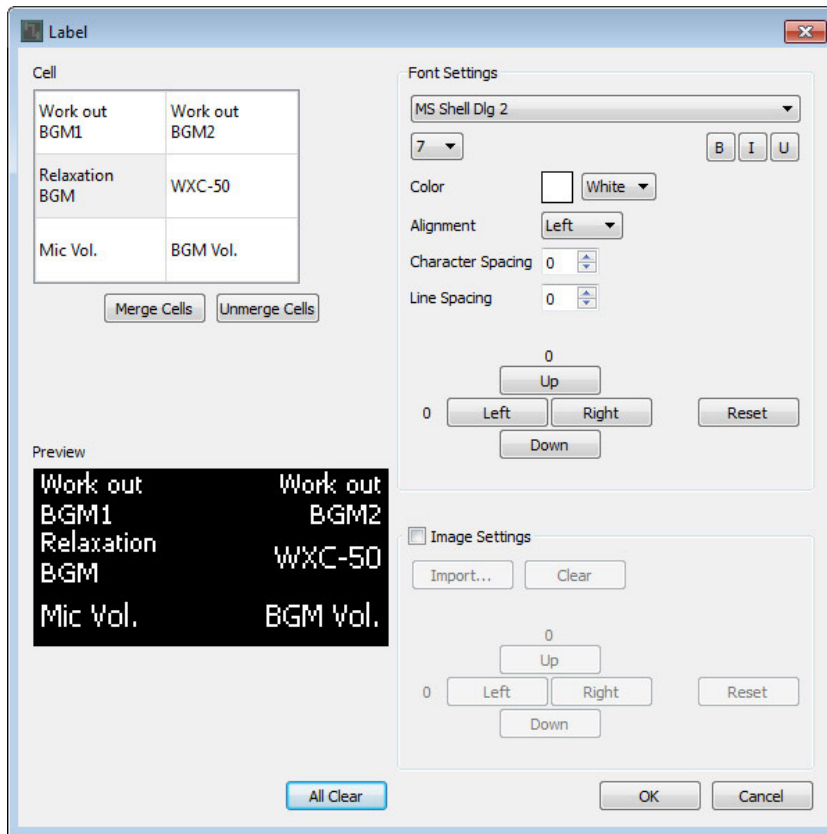 Label
Cell
Work out
BGM1
Work out
BGM2
Relaxation
BGM
WXC-50
Mic Vol.
BGM Vol.
Merge Cells
Unmerge Cells
Preview
Work out
BGM1
Work out
BGM2
Relaxation
BGM
WXC-50
Mic Vol.
BGM Vol.
All Clear
Font Settings
MS Shell Dlg 2
7
B I U
Color White
Alignment Left
Character Spacing 0
Line Spacing 0
0
Up
0 Left Right Reset
Down
Image Settings
Import... Clear
0
Up
0 Left Right Reset
Down
OK Cancel